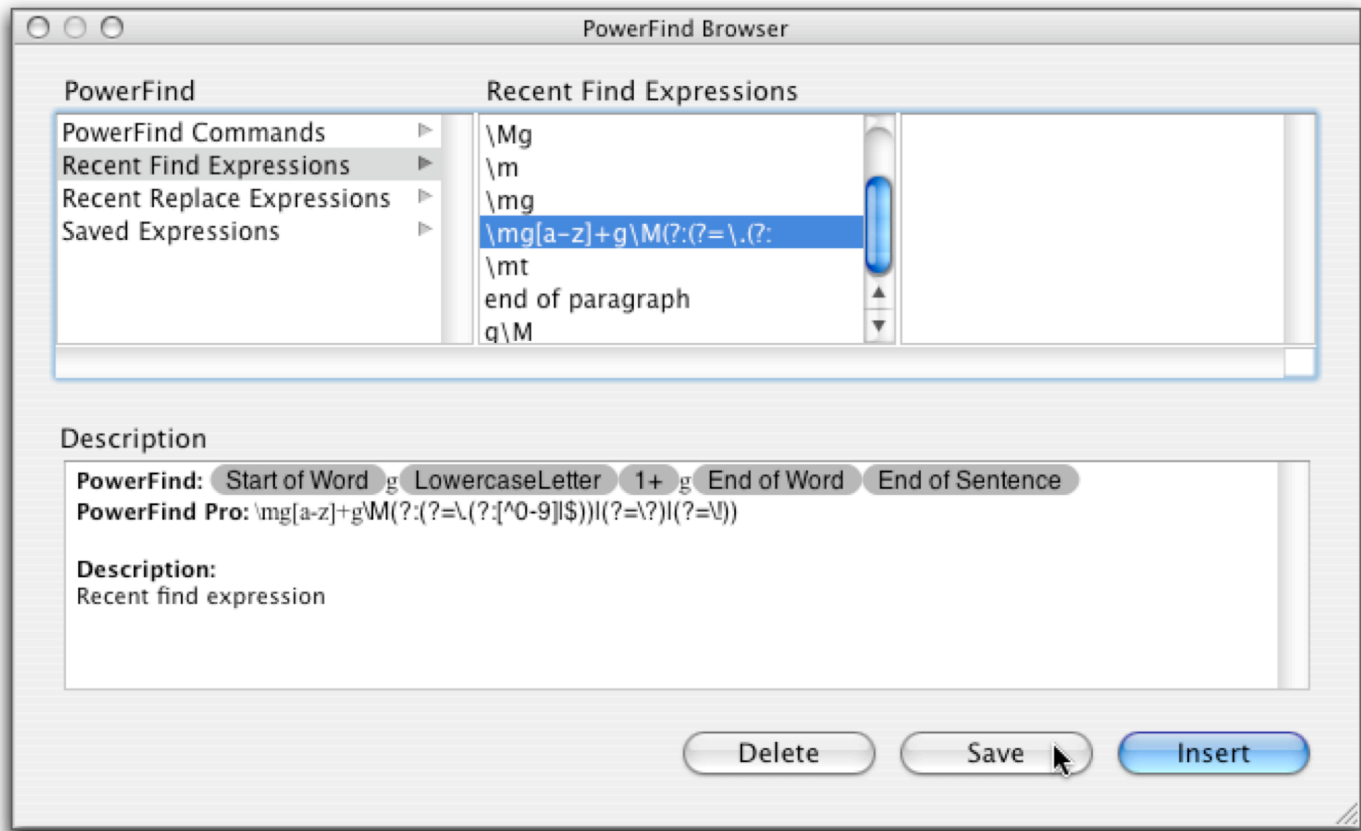 PowerFind Browser
PowerFind
Recent Find Expressions
PowerFind Commands
Recent Find Expressions
Recent Replace Expressions
Saved Expressions
\Mg
\m
\mg
\mg[a-z]+g\M(?:(?=\.(?:
\mt
end of paragraph
g\M
Description
PowerFind: Start of Word g LowercaseLetter 1+ g End of Word End of Sentence
PowerFind Pro: \mg[a-z]+g\M(?:(?=\.(?:[^0-9]|$))|(?=\?)|(?=\!))
Description:
Recent find expression
Delete
Save
Insert